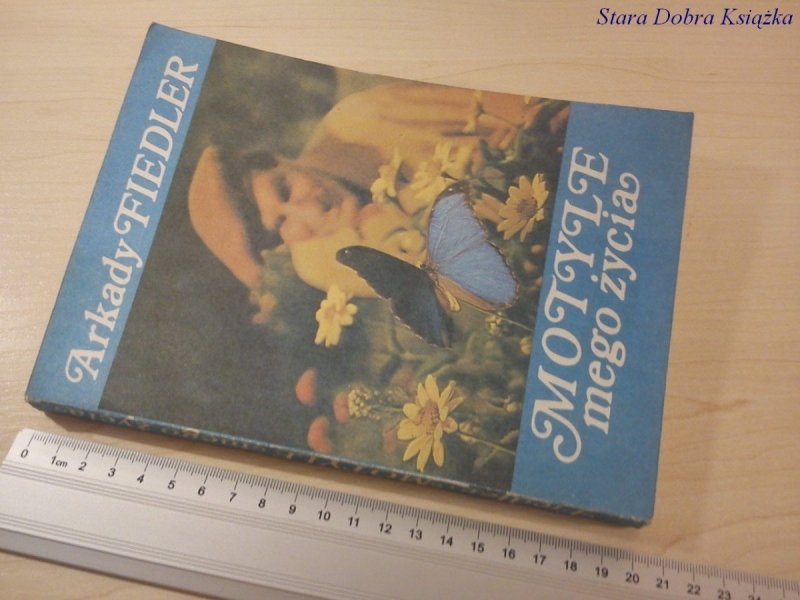 Stara Dobra Książka
Arkady FIEDLER
MOTYLE
mego życia
0 1cm 2 3 4 5 6 7 8 9 10 11 12 13 14 15 16 17 18 19 20 21 22 23